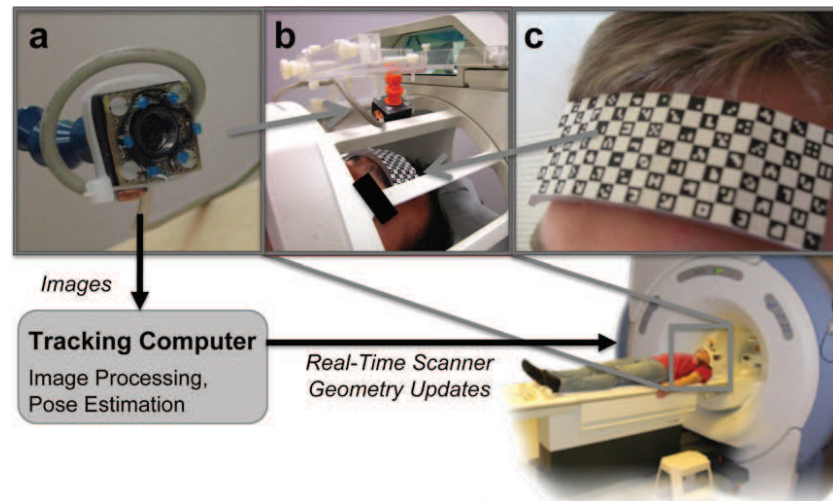 a
b
c
Images
Tracking Computer
Image Processing,
Pose Estimation
Real-Time Scanner
Geometry Updates